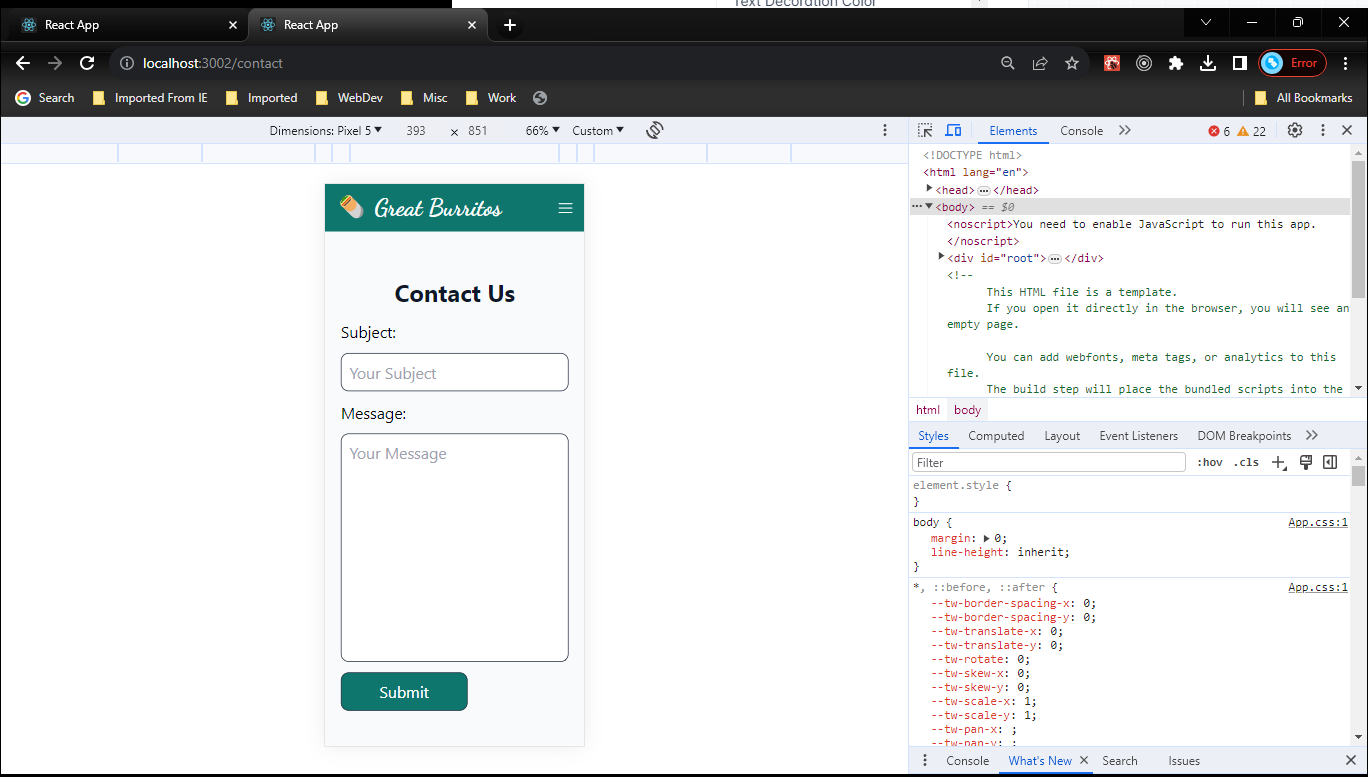 Text Decoration Color
React App
React App
localhost:3002/contact
Error
Search
Imported From IE
Imported
WebDev
Misc
Work
All Bookmarks
Dimensions: Pixel 5
393 × 851
66%
Custom
Great Burritos
Contact Us
Subject:
Your Subject
Message:
Your Message
Submit
Elements
Console
6
22
<!DOCTYPE html>
<html lang="en">
<head>…</head>
<body> == $0
<noscript>You need to enable JavaScript to run this app.
</noscript>
<div id="root">…</div>
<!--
This HTML file is a template.
If you open it directly in the browser, you will see an
empty page.
You can add webfonts, meta tags, or analytics to this
file.
The build step will place the bundled scripts into the
html body
Styles
Computed
Layout
Event Listeners
DOM Breakpoints
Filter
:hov .cls
element.style {
}
body { App.css:1
margin: 0;
line-height: inherit;
}
*, ::before, ::after { App.css:1
--tw-border-spacing-x: 0;
--tw-border-spacing-y: 0;
--tw-translate-x: 0;
--tw-translate-y: 0;
--tw-rotate: 0;
--tw-skew-x: 0;
--tw-skew-y: 0;
--tw-scale-x: 1;
--tw-scale-y: 1;
--tw-pan-x: ;
--tw-pan-y: ;
Console
What's New
Search
Issues